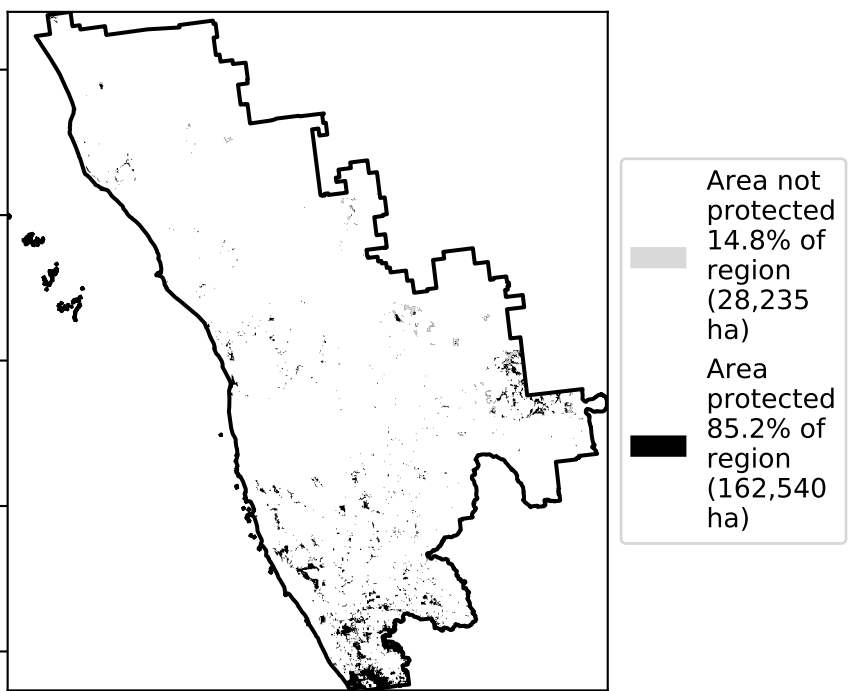 Area not
protected
14.8% of
region
(28,235
ha)
Area
protected
85.2% of
region
(162,540
ha)